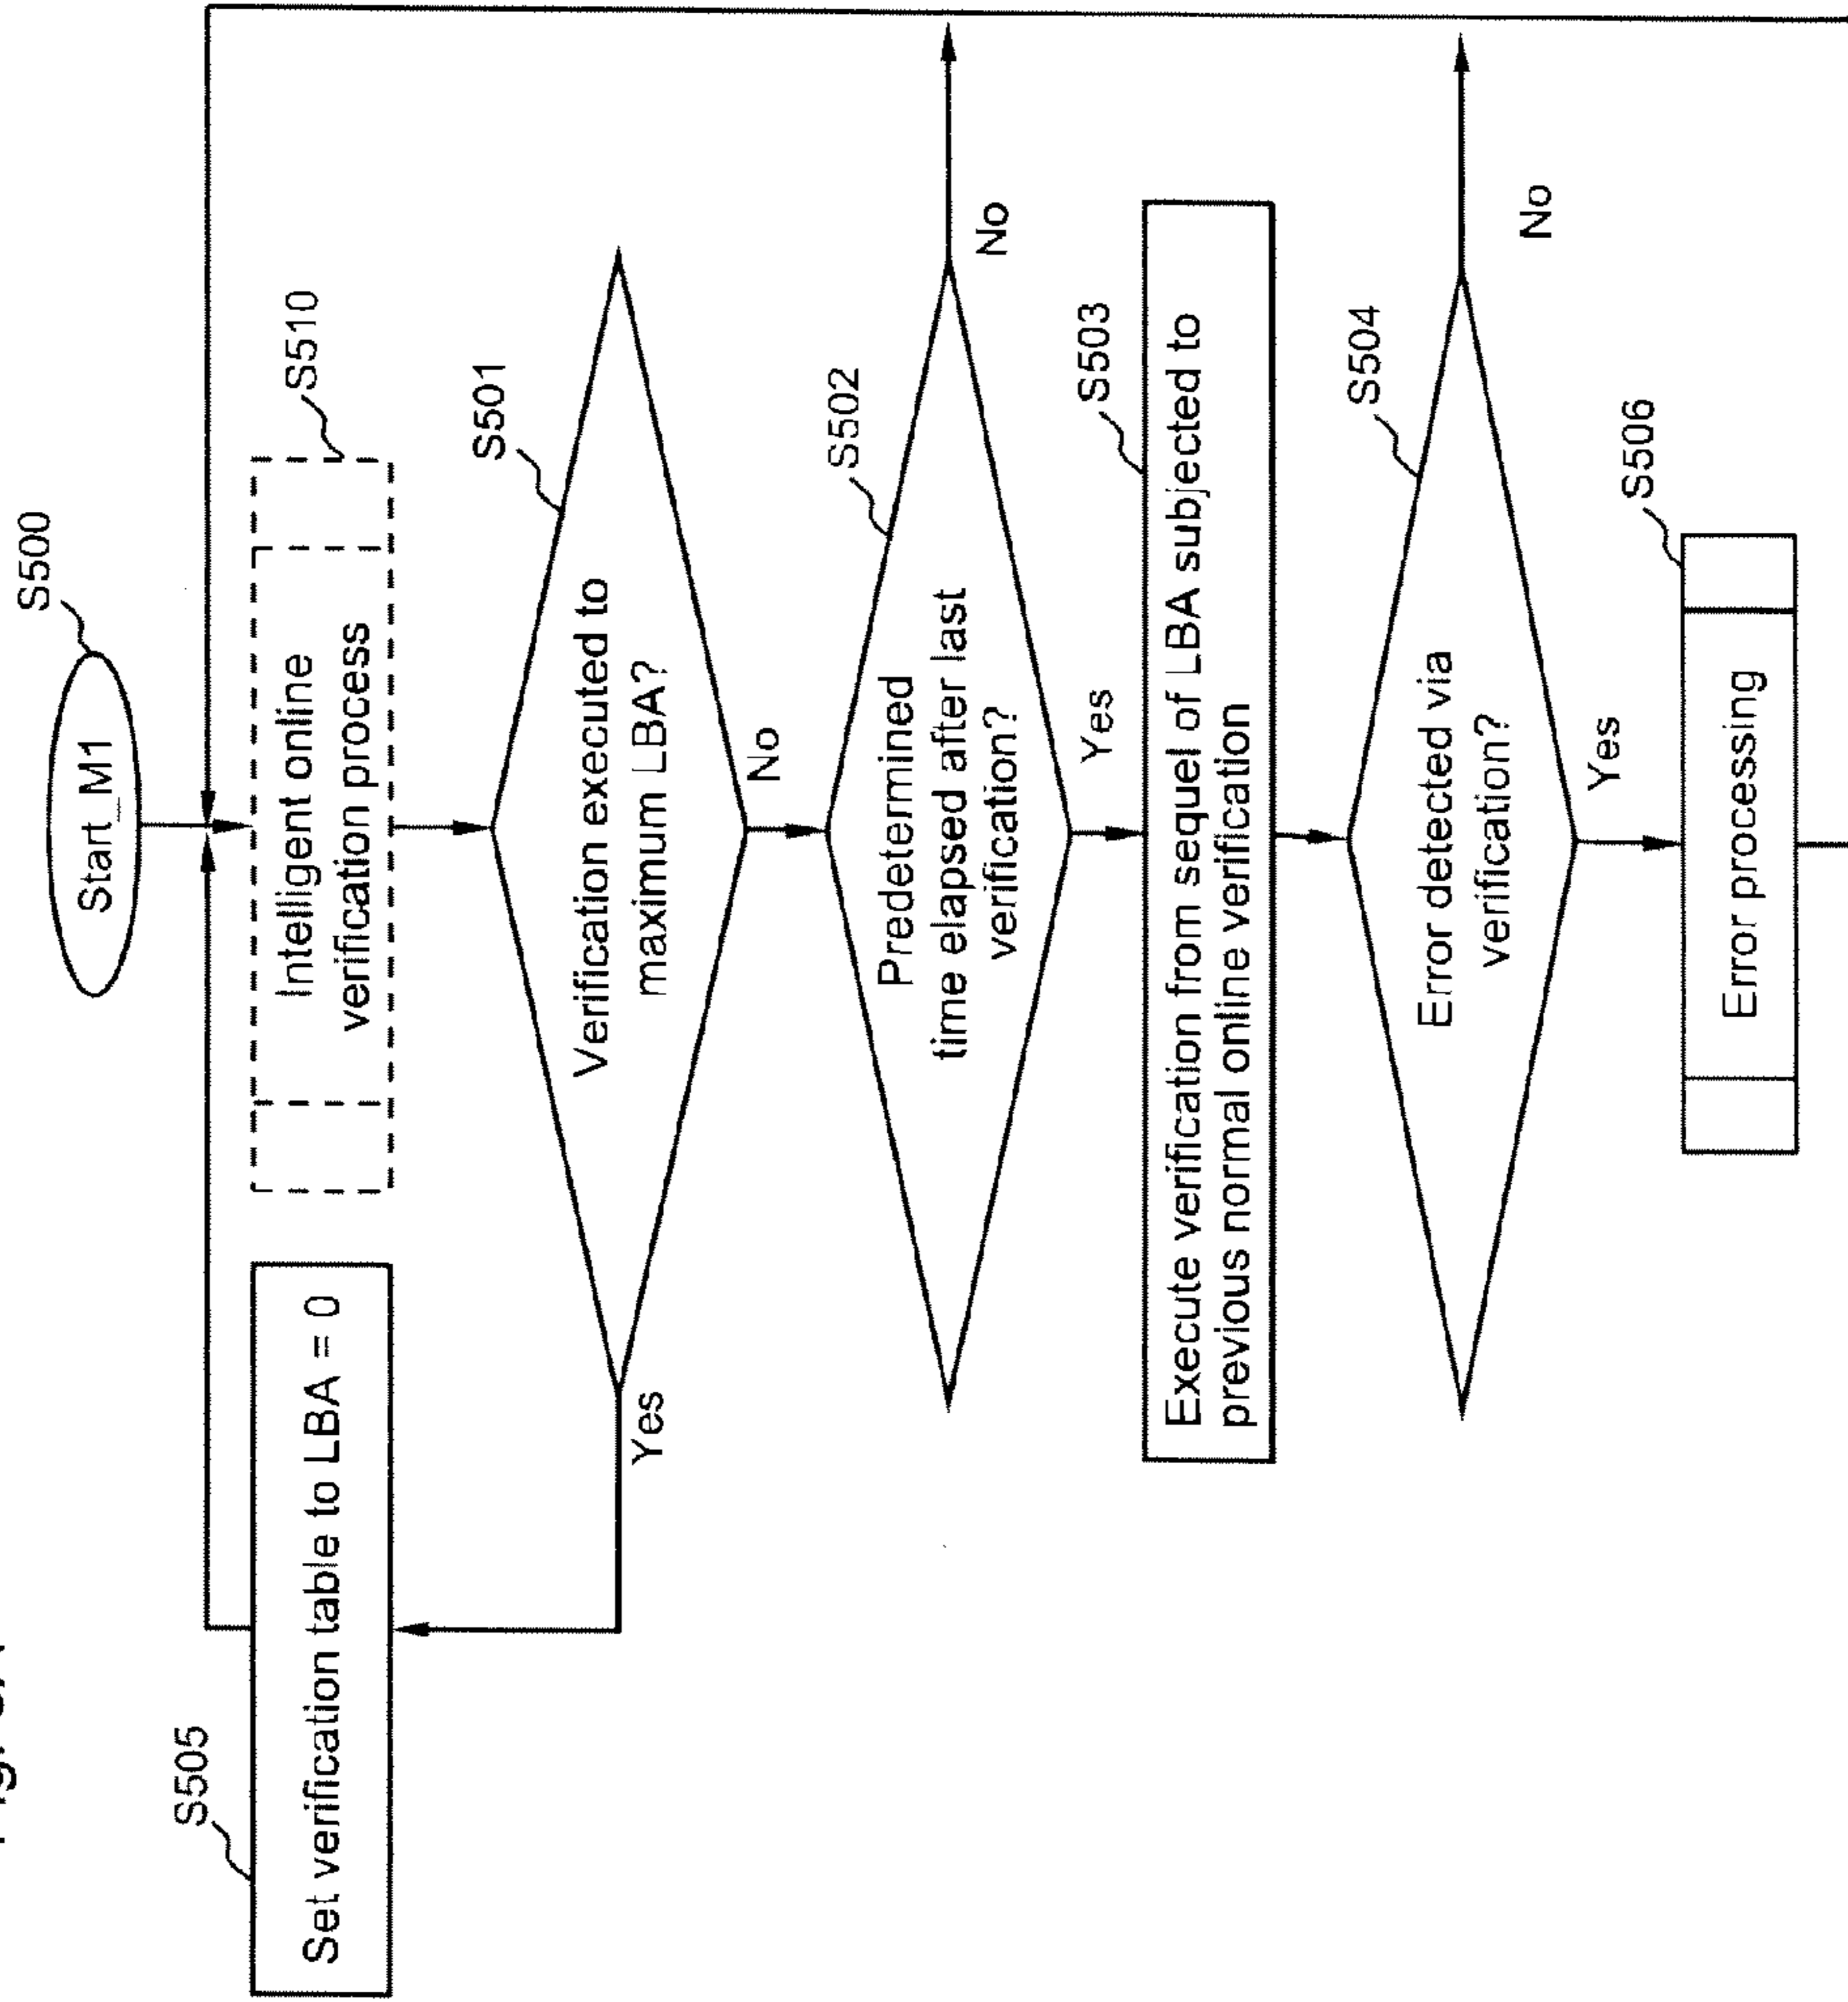 S500
Start_M1
S505
Set verification table to LBA = 0
S510
Intelligent online
verification process
S501
Verification executed to
maximum LBA?
Yes
No
S502
Predetermined
time elapsed after last
verification?
No
Yes
S503
Execute verification from sequel of LBA subjected to
previous normal online verification
S504
Error detected via
verification?
No
Yes
S506
Error processing